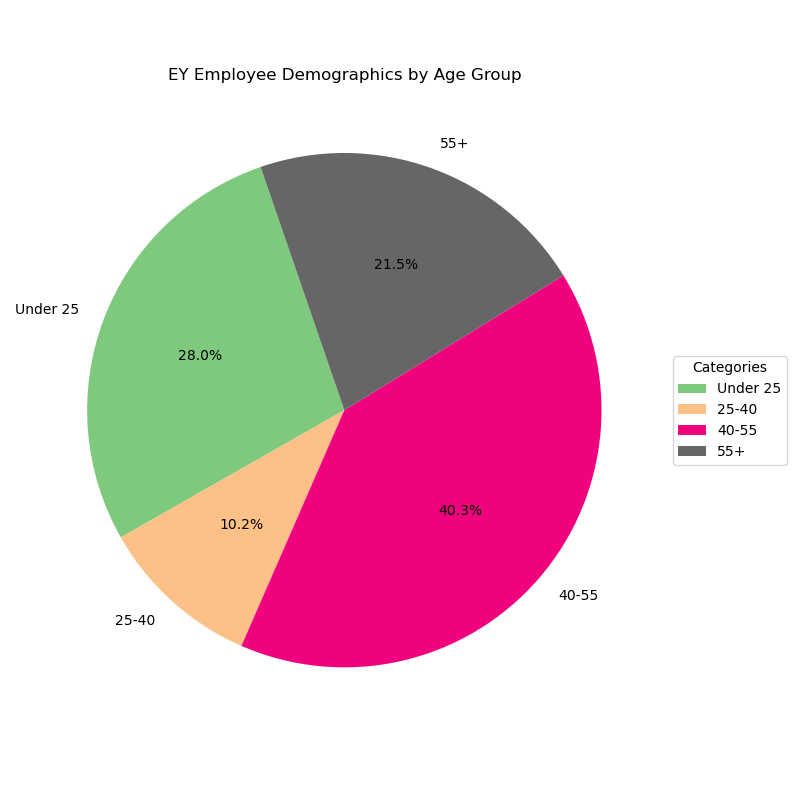 EY Employee Demographics by Age Group
55+
21.5%
Under 25
28.0%
10.2%
25-40
40.3%
40-55
Categories
Under 25
25-40
40-55
55+